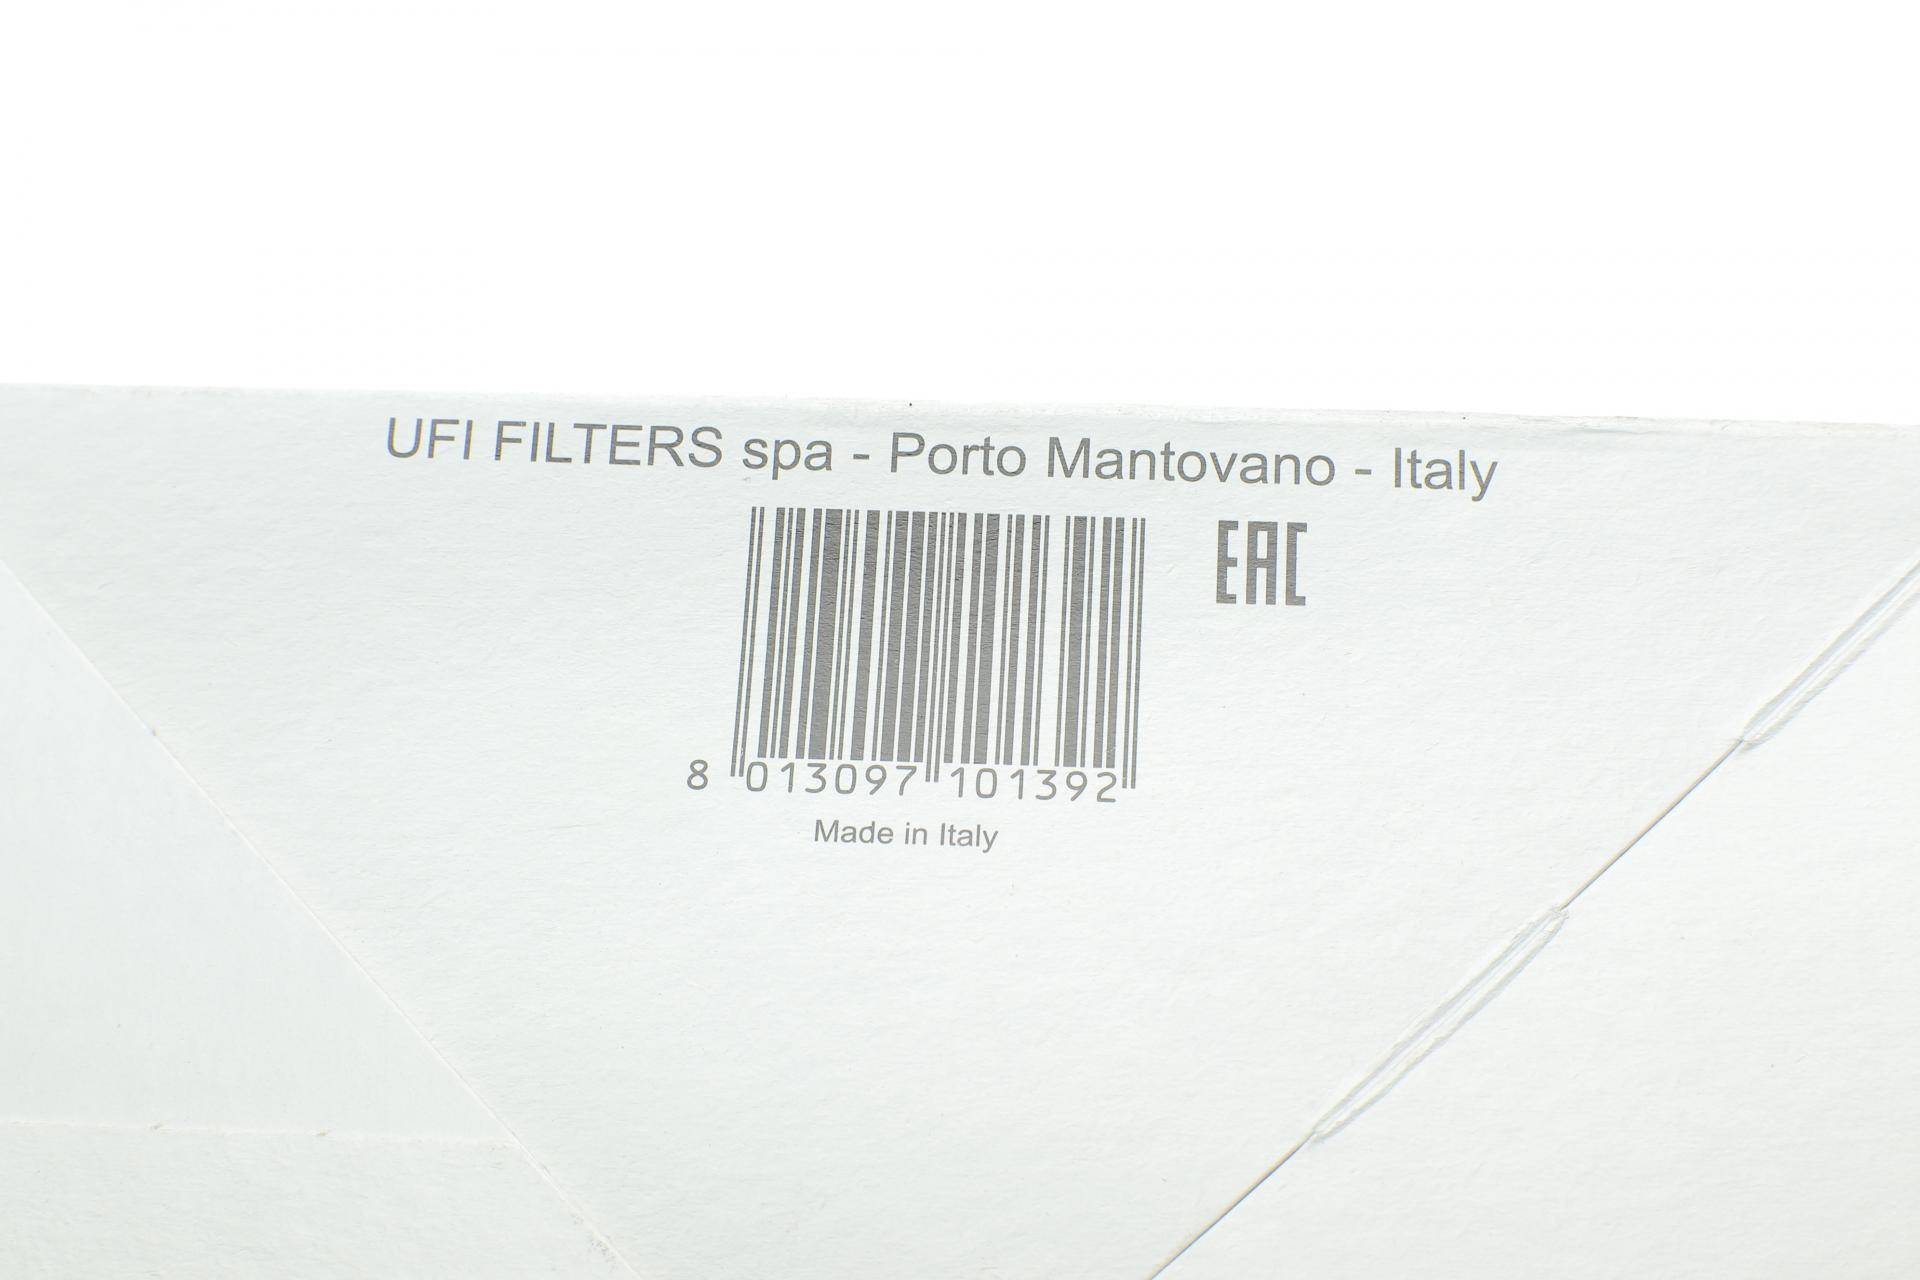 UFI FILTERS spa - Porto Mantovano - Italy
EAC
8 013097 101392
Made in Italy